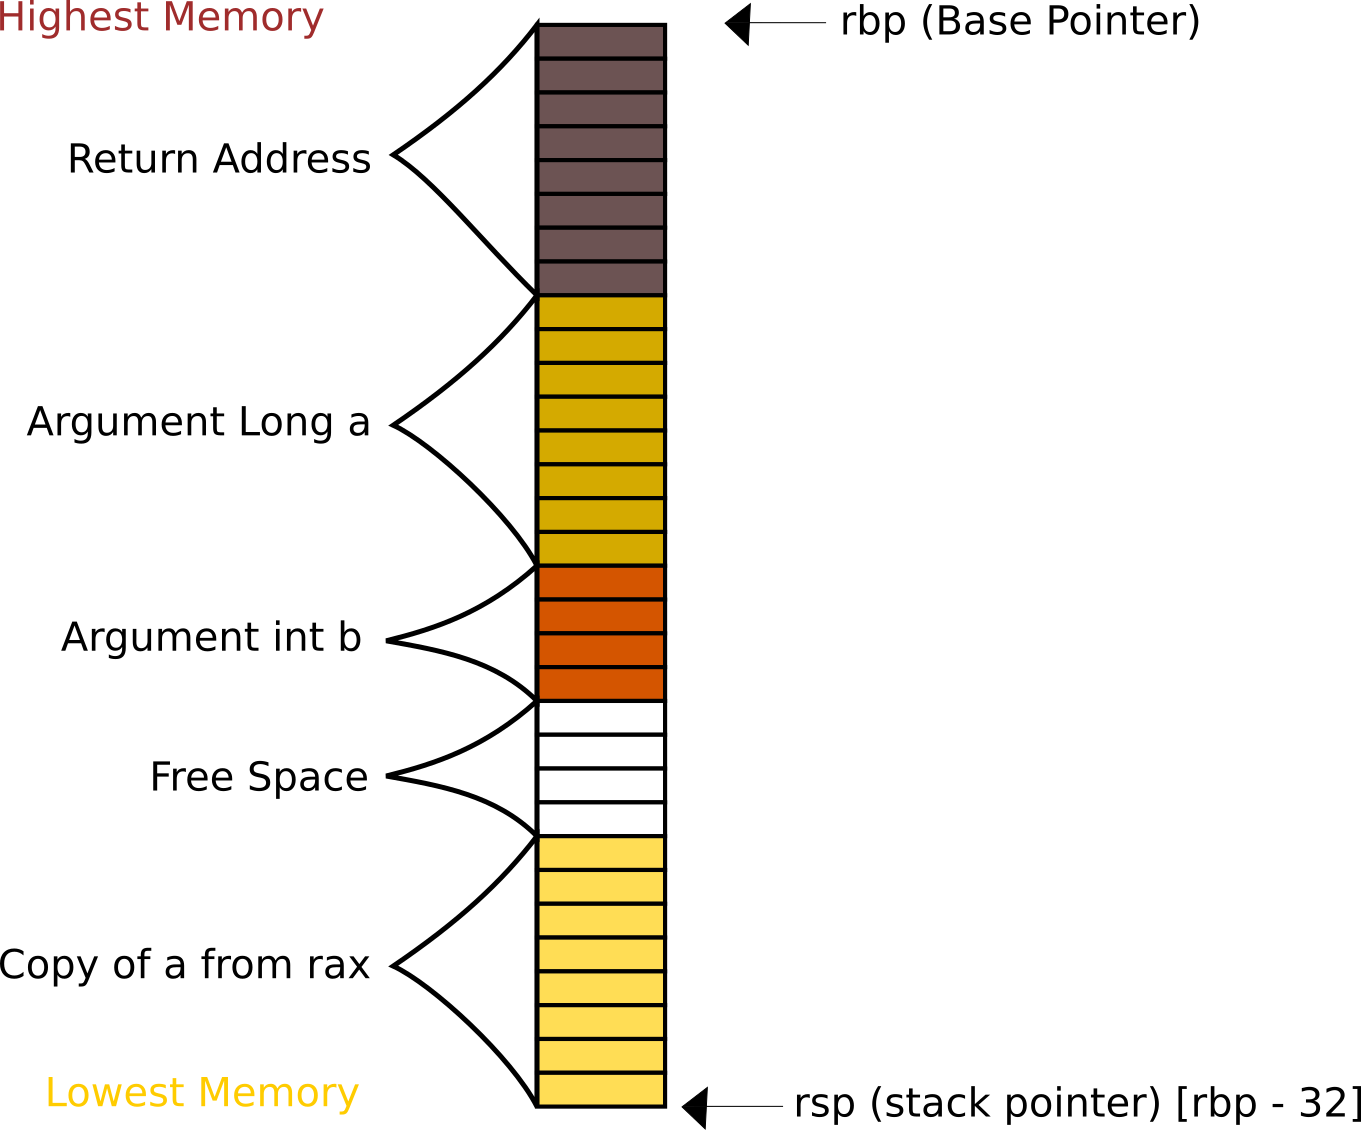 Highest Memory
rbp (Base Pointer)
Return Address
Argument Long a
Argument int b
Free Space
Copy of a from rax
Lowest Memory
rsp (stack pointer) [rbp - 32]